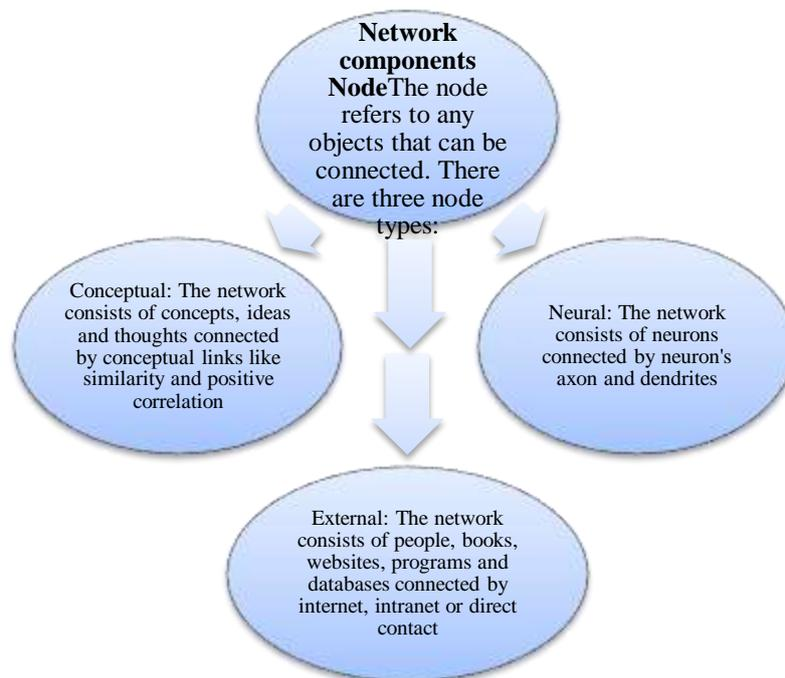 Network
components
NodeThe node
refers to any
objects that can be
connected. There
are three node
types:
Conceptual: The network
consists of concepts, ideas
and thoughts connected
by conceptual links like
similarity and positive
correlation
Neural: The network
consists of neurons
connected by neuron's
axon and dendrites
External: The network
consists of people, books,
websites, programs and
databases connected by
internet, intranet or direct
contact